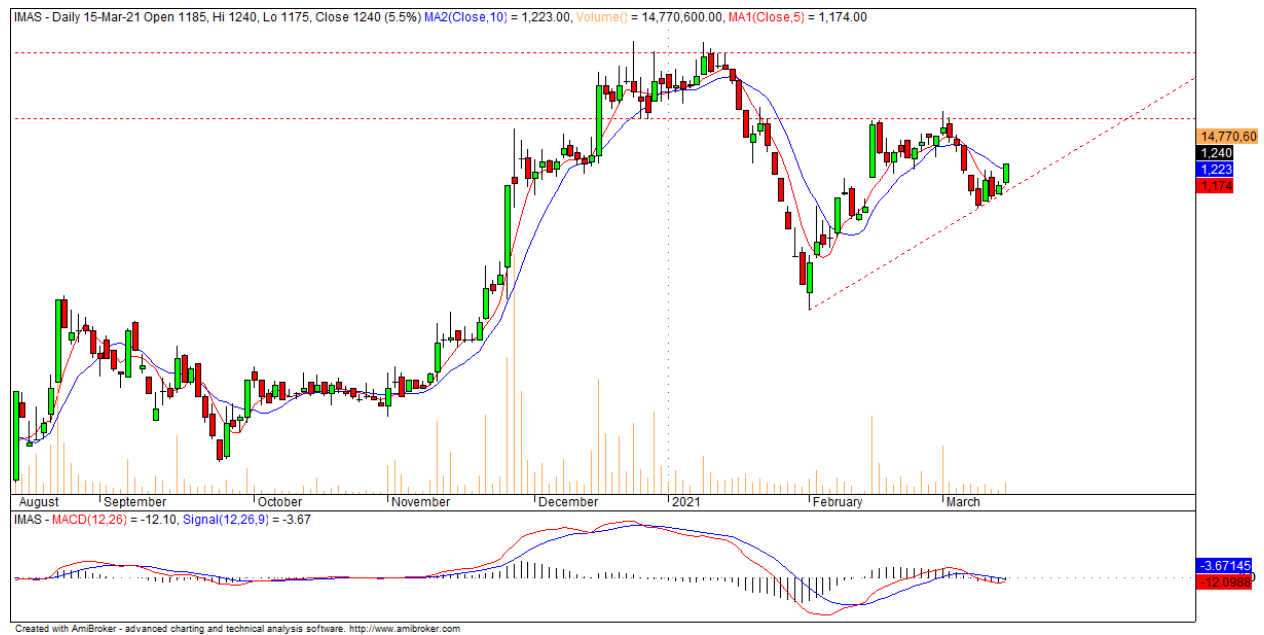 IMAS - Daily 15-Mar-21 Open 1185, Hi 1240, Lo 1175, Close 1240 (5.5%) MA2(Close,10) = 1,223.00, Volume() = 14,770,600.00, MA1(Close,5) = 1,174.00
14,770,60
1,240
1,223
1,174
August September October November December 2021 February March
IMAS - MACD(12,26) = -12.10, Signal(12,26,9) = -3.67
-3.67145
-12.0988
Created with AmiBroker - advanced charting and technical analysis software. http://www.amibroker.com